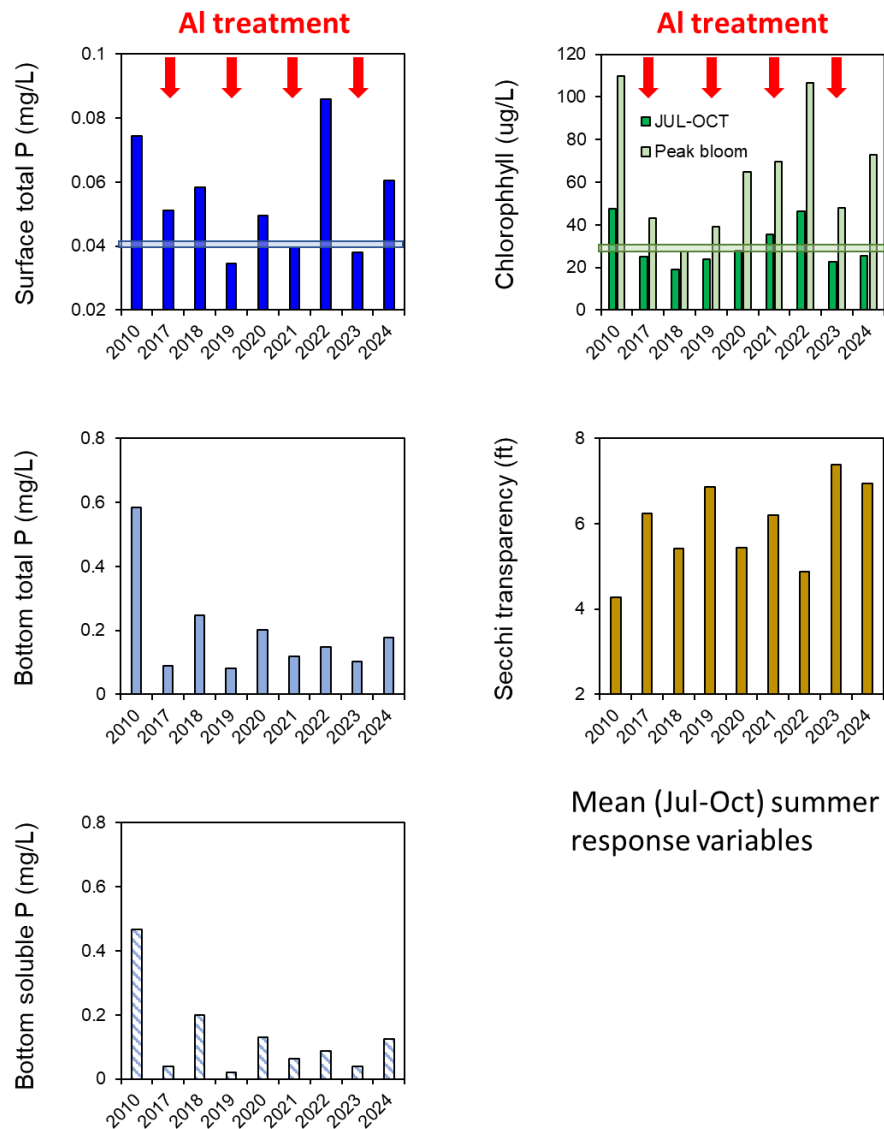 Al treatment
Surface total P (mg/L)
0.1
0.08
0.06
0.04
0.02
2010 2017 2018 2019 2020 2021 2022 2023 2024
Al treatment
Chlorophhyll (ug/L)
120
100
80
60
40
20
0
JUL-OCT
Peak bloom
2010 2017 2018 2019 2020 2021 2022 2023 2024
Bottom total P (mg/L)
0.8
0.6
0.4
0.2
0
2010 2017 2018 2019 2020 2021 2022 2023 2024
Secchi transparency (ft)
8
6
4
2
2010 2017 2018 2019 2020 2021 2022 2023 2024
Bottom soluble P (mg/L)
0.8
0.6
0.4
0.2
0
2010 2017 2018 2019 2020 2021 2022 2023 2024
Mean (Jul-Oct) summer
response variables